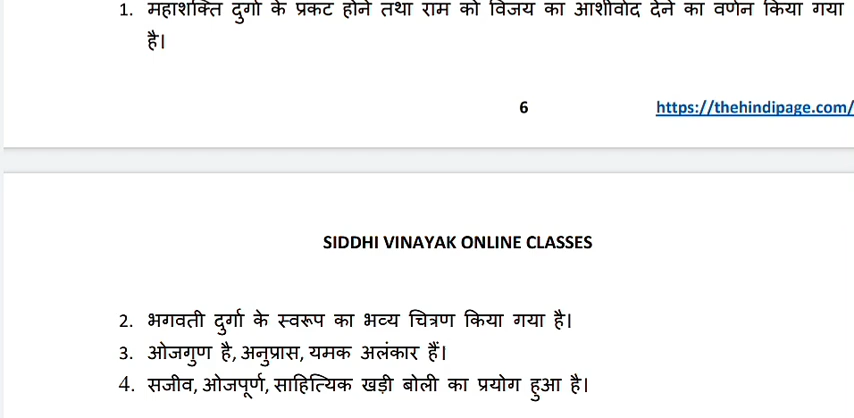 1. महाशक्ति दुर्गा के प्रकट होने तथा राम को विजय का आशीर्वाद देने का वर्णन किया गया
है।
6 https://thehindipage.com/
SIDDHI VINAYAK ONLINE CLASSES
2. भगवती दुर्गा के स्वरूप का भव्य चित्रण किया गया है।
3. ओजगुण है, अनुप्रास, यमक अलंकार हैं।
4. सजीव, ओजपूर्ण, साहित्यिक खड़ी बोली का प्रयोग हुआ है।